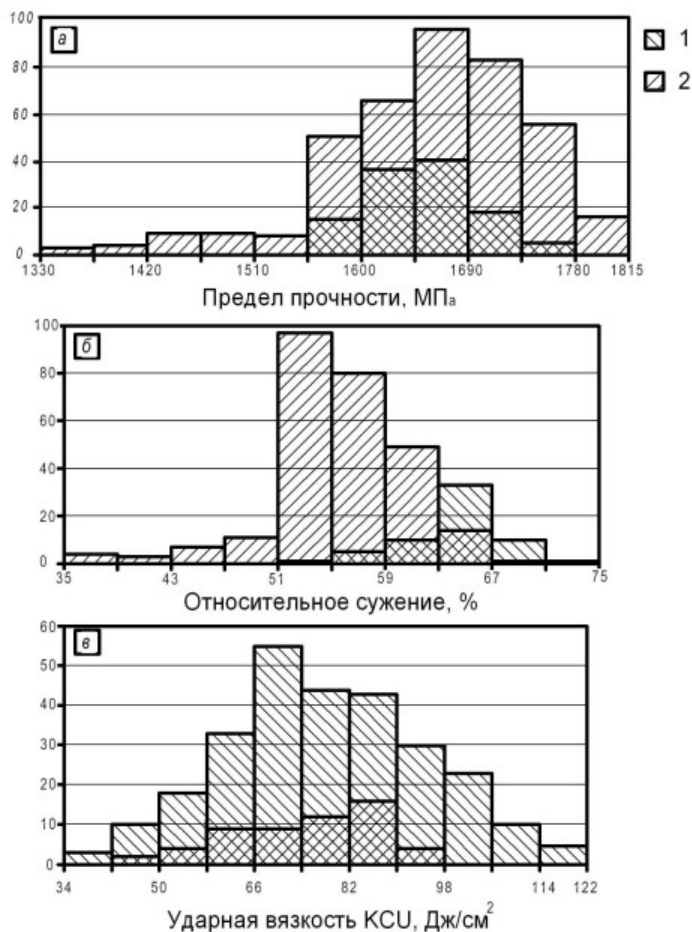 100
а
1
80
2
60
40
20
0
1330 1420 1510 1600 1690 1780 1815
Предел прочности, МПа
100
б
80
60
40
20
0
35 43 51 59 67 75
Относительное сужение, %
60
в
50
40
30
20
10
0
34 50 66 82 98 114 122
Ударная вязкость KCU, Дж/см²